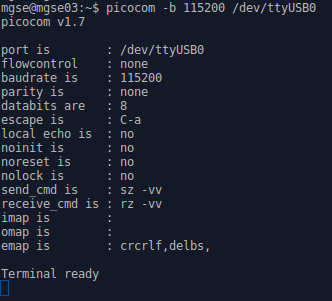 mgse@mgse03:~$ picocom -b 115200 /dev/ttyUSB0
picocom v1.7

port is        : /dev/ttyUSB0
flowcontrol    : none
baudrate is    : 115200
parity is      : none
databits are   : 8
escape is      : C-a
local echo is  : no
noinit is      : no
noreset is     : no
nolock is      : no
send_cmd is    : sz -vv
receive_cmd is : rz -vv
imap is        :
omap is        :
emap is        : crcrlf,delbs,

Terminal ready